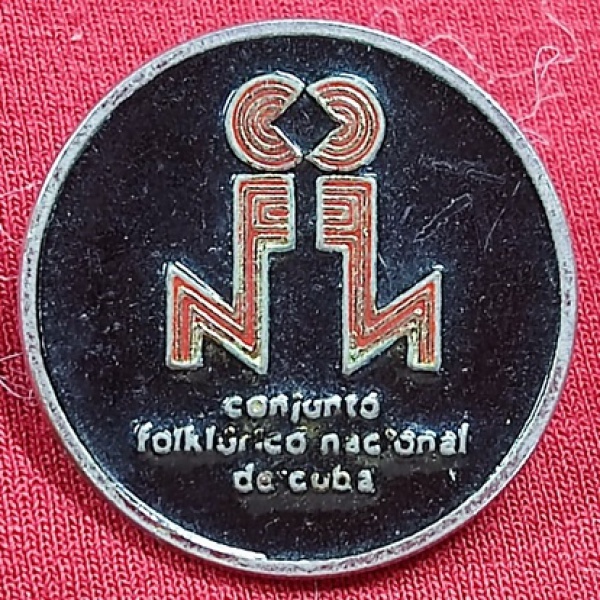 conjunto
folklórico nacional
de cuba